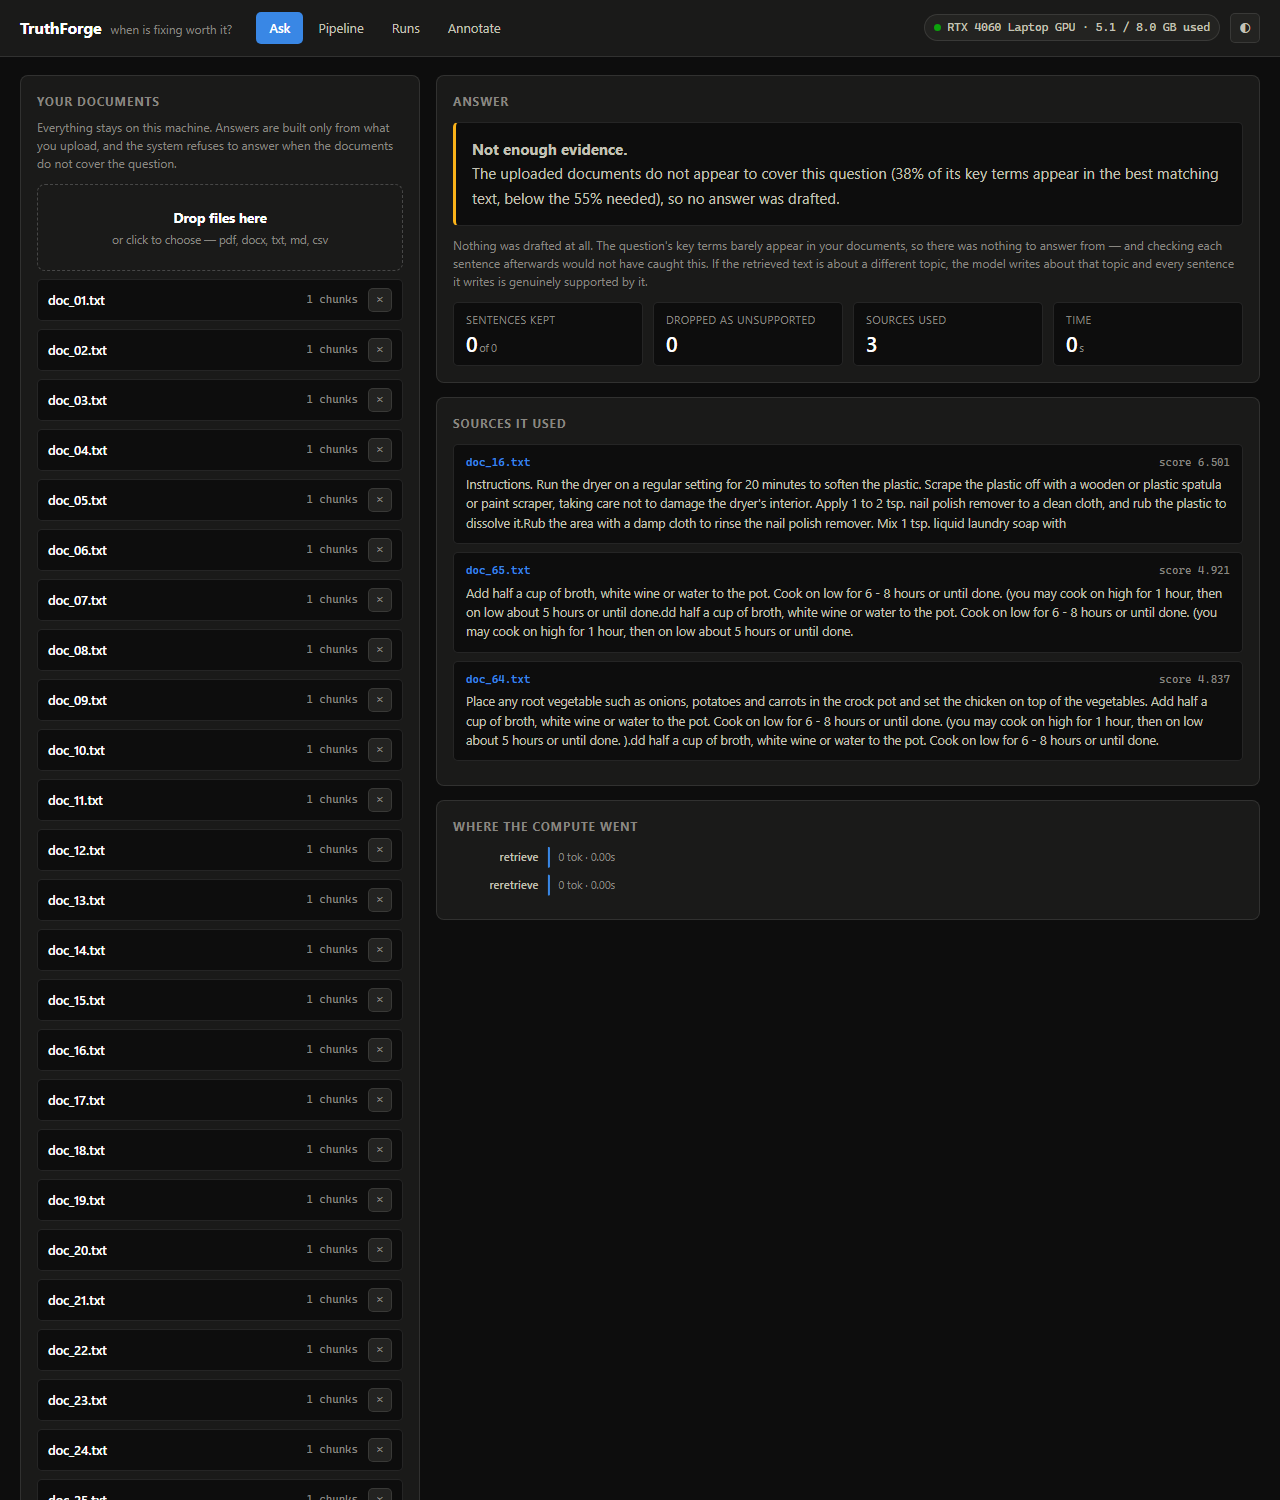 TruthForge when is fixing worth it? Ask Pipeline Runs Annotate RTX 4060 Laptop GPU · 5.1 / 8.0 GB used
YOUR DOCUMENTS
Everything stays on this machine. Answers are built only from what
you upload, and the system refuses to answer when the documents
do not cover the question.
Drop files here
or click to choose — pdf, docx, txt, md, csv
doc_01.txt 1 chunks ×
doc_02.txt 1 chunks ×
doc_03.txt 1 chunks ×
doc_04.txt 1 chunks ×
doc_05.txt 1 chunks ×
doc_06.txt 1 chunks ×
doc_07.txt 1 chunks ×
doc_08.txt 1 chunks ×
doc_09.txt 1 chunks ×
doc_10.txt 1 chunks ×
doc_11.txt 1 chunks ×
doc_12.txt 1 chunks ×
doc_13.txt 1 chunks ×
doc_14.txt 1 chunks ×
doc_15.txt 1 chunks ×
doc_16.txt 1 chunks ×
doc_17.txt 1 chunks ×
doc_18.txt 1 chunks ×
doc_19.txt 1 chunks ×
doc_20.txt 1 chunks ×
doc_21.txt 1 chunks ×
doc_22.txt 1 chunks ×
doc_23.txt 1 chunks ×
doc_24.txt 1 chunks ×
doc_25.txt 1 chunks ×
ANSWER
Not enough evidence.
The uploaded documents do not appear to cover this question (38% of its key terms appear in the best matching
text, below the 55% needed), so no answer was drafted.
Nothing was drafted at all. The question's key terms barely appear in your documents, so there was nothing to answer from — and checking each
sentence afterwards would not have caught this. If the retrieved text is about a different topic, the model writes about that topic and every sentence
it writes is genuinely supported by it.
SENTENCES KEPT DROPPED AS UNSUPPORTED SOURCES USED TIME
0 of 0 0 3 0 s
SOURCES IT USED
doc_16.txt score 6.501
Instructions. Run the dryer on a regular setting for 20 minutes to soften the plastic. Scrape the plastic off with a wooden or plastic spatula
or paint scraper, taking care not to damage the dryer's interior. Apply 1 to 2 tsp. nail polish remover to a clean cloth, and rub the plastic to
dissolve it.Rub the area with a damp cloth to rinse the nail polish remover. Mix 1 tsp. liquid laundry soap with
doc_65.txt score 4.921
Add half a cup of broth, white wine or water to the pot. Cook on low for 6 - 8 hours or until done. (you may cook on high for 1 hour, then
on low about 5 hours or until done.dd half a cup of broth, white wine or water to the pot. Cook on low for 6 - 8 hours or until done. (you
may cook on high for 1 hour, then on low about 5 hours or until done.
doc_64.txt score 4.837
Place any root vegetable such as onions, potatoes and carrots in the crock pot and set the chicken on top of the vegetables. Add half a
cup of broth, white wine or water to the pot. Cook on low for 6 - 8 hours or until done. (you may cook on high for 1 hour, then on low
about 5 hours or until done. ).dd half a cup of broth, white wine or water to the pot. Cook on low for 6 - 8 hours or until done.
WHERE THE COMPUTE WENT
retrieve 0 tok · 0.00s
reretrieve 0 tok · 0.00s